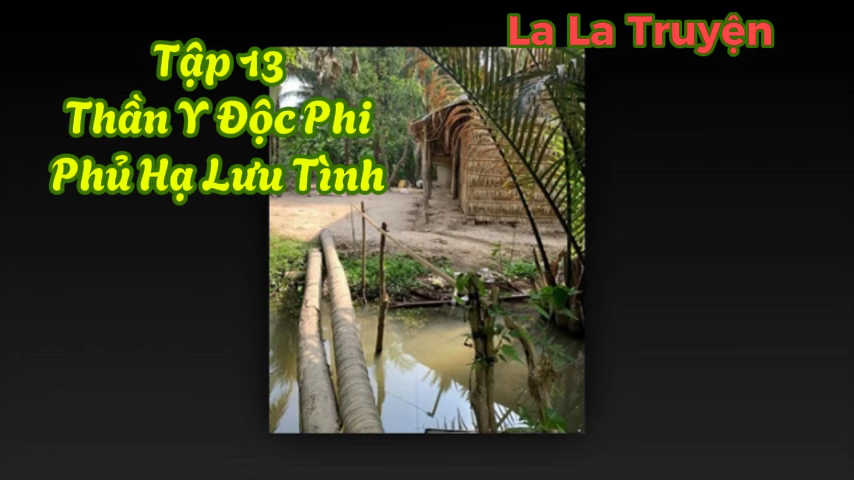 La La Truyện
Tập 13
Thần Y Độc Phi
Phủ Hạ Lưu Tình